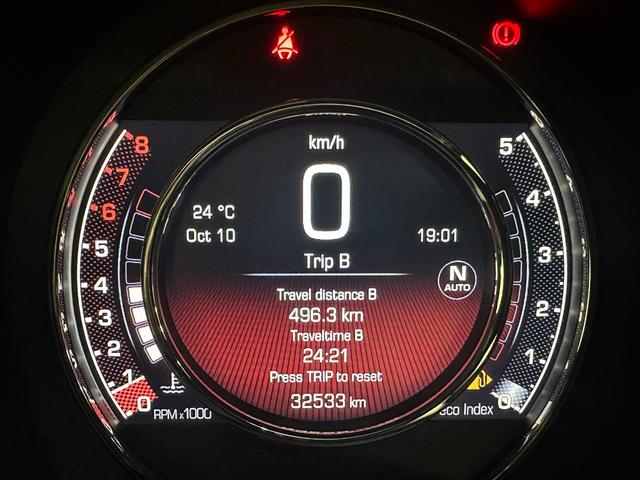 km/h
0
24 °C
Oct 10
19:01
Trip B
N
AUTO
Travel distance B
496.3 km
Traveltime B
24:21
Press TRIP to reset
32533 km
8
7
6
5
4
3
2
1
0
RPM x1000
5
4
3
2
1
0
eco Index